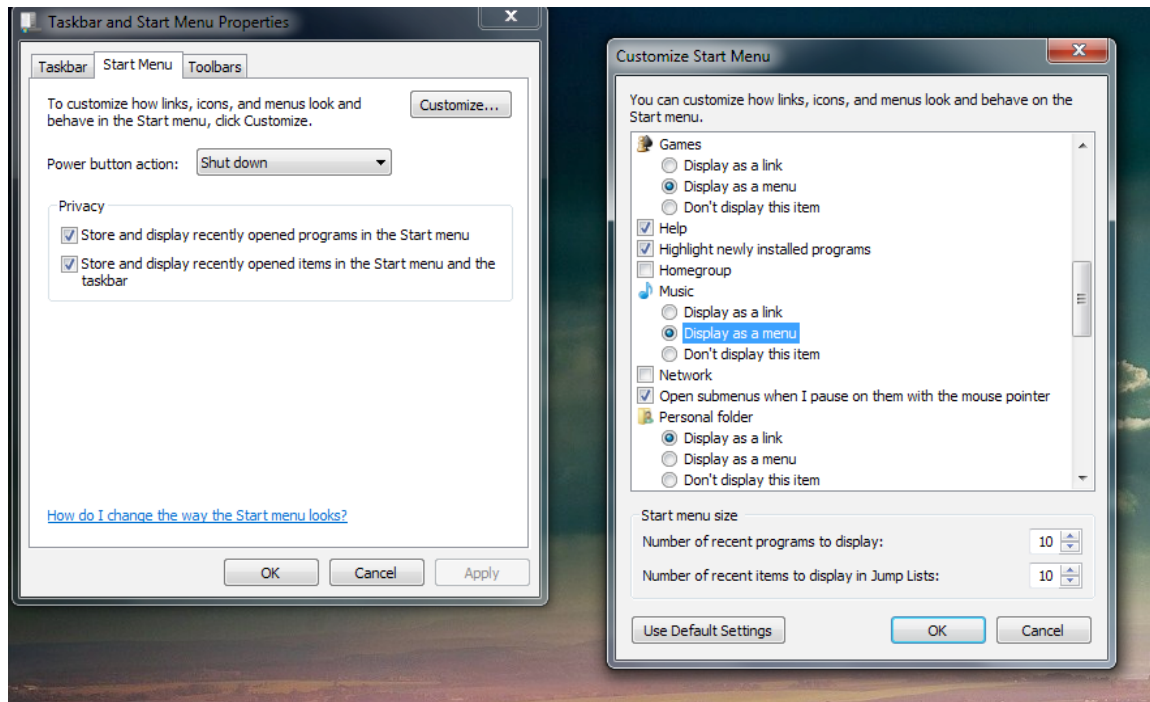 Taskbar and Start Menu Properties
Taskbar
Start Menu
Toolbars
To customize how links, icons, and menus look and
behave in the Start menu, click Customize.
Customize...
Power button action:
Shut down
Privacy
Store and display recently opened programs in the Start menu
Store and display recently opened items in the Start menu and the
taskbar
How do I change the way the Start menu looks?
OK
Cancel
Apply
Customize Start Menu
You can customize how links, icons, and menus look and behave on the
Start menu.
Games
Display as a link
Display as a menu
Don't display this item
Help
Highlight newly installed programs
Homegroup
Music
Display as a link
Display as a menu
Don't display this item
Network
Open submenus when I pause on them with the mouse pointer
Personal folder
Display as a link
Display as a menu
Don't display this item
Start menu size
Number of recent programs to display:
10
Number of recent items to display in Jump Lists:
10
Use Default Settings
OK
Cancel